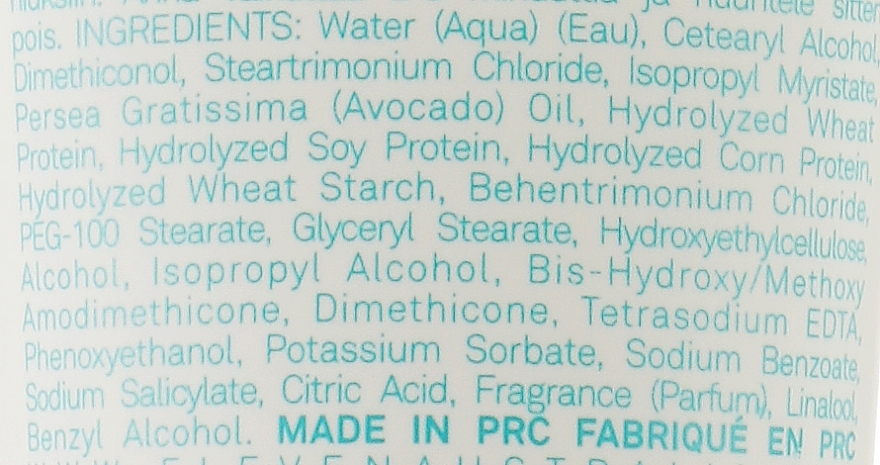 ja
pois. INGREDIENTS: Water (Aqua) (Eau), Cetearyl Alcohol,
Dimethiconol, Steartrimonium Chloride, Isopropyl Myristate,
Persea Gratissima (Avocado) Oil, Hydrolyzed Wheat
Protein, Hydrolyzed Soy Protein, Hydrolyzed Corn Protein,
Hydrolyzed Wheat Starch, Behentrimonium Chloride,
PEG-100 Stearate, Glyceryl Stearate, Hydroxyethylcellulose,
Alcohol, Isopropyl Alcohol, Bis-Hydroxy/Methoxy
Amodimethicone, Dimethicone, Tetrasodium EDTA,
Phenoxyethanol, Potassium Sorbate, Sodium Benzoate,
Sodium Salicylate, Citric Acid, Fragrance (Parfum), Linalool,
Benzyl Alcohol. MADE IN PRC FABRIQUÉ EN PRC